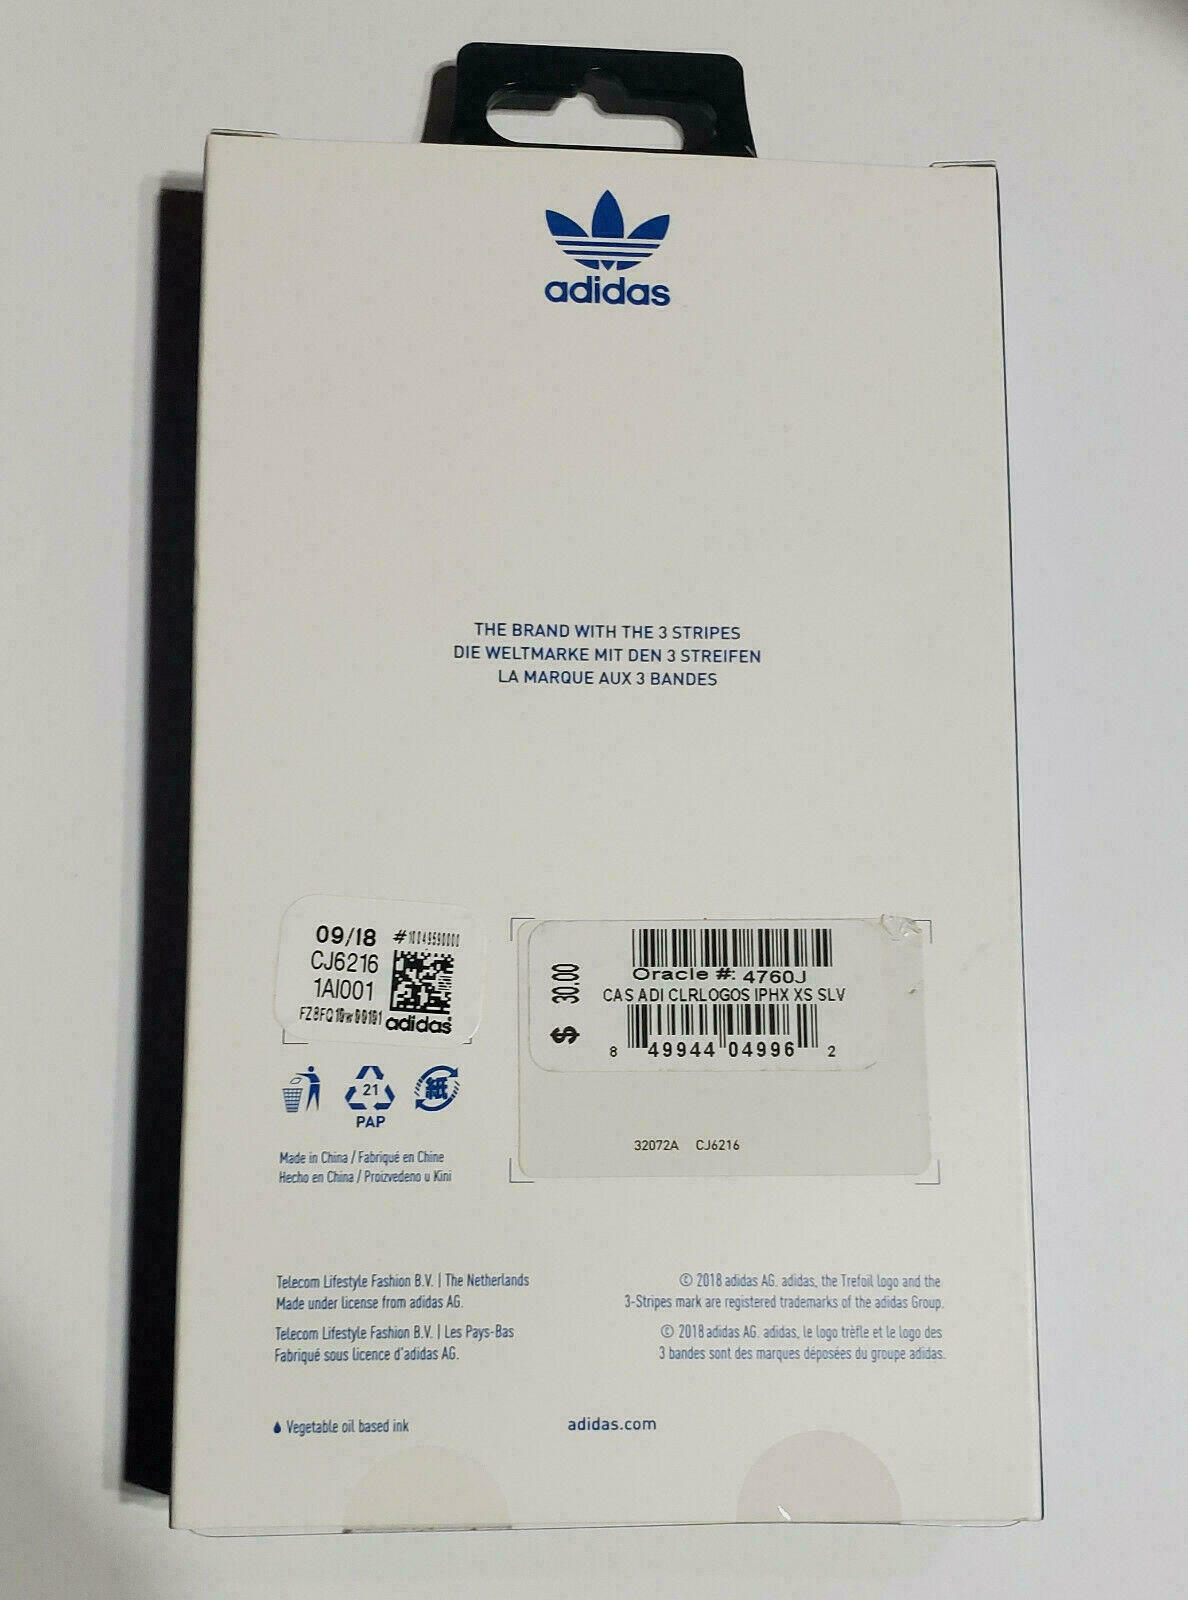 adidas
THE BRAND WITH THE 3 STRIPES
DIE WELTMARKE MIT DEN 3 STREIFEN
LA MARQUE AUX 3 BANDES
09/18 #10049590000
CJ6216
1AI001
adidas
$ 30.00
Oracle #: 4760J
CAS ADI CLRLOGOS IPHX XS SLV
8 49944 04996 2
32072A CJ6216
21
PAP
紙
Made in China / Fabriqué en Chine
Hecho en China / Proizvedeno u Kini
Telecom Lifestyle Fashion B.V. | The Netherlands
Made under license from adidas AG.
Telecom Lifestyle Fashion B.V. | Les Pays-Bas
Fabriqué sous licence d'adidas AG.
© 2018 adidas AG. adidas, the Trefoil logo and the
3-Stripes mark are registered trademarks of the adidas Group.
© 2018 adidas AG. adidas, le logo trèfle et le logo des
3 bandes sont des marques déposées du groupe adidas.
Vegetable oil based ink
adidas.com